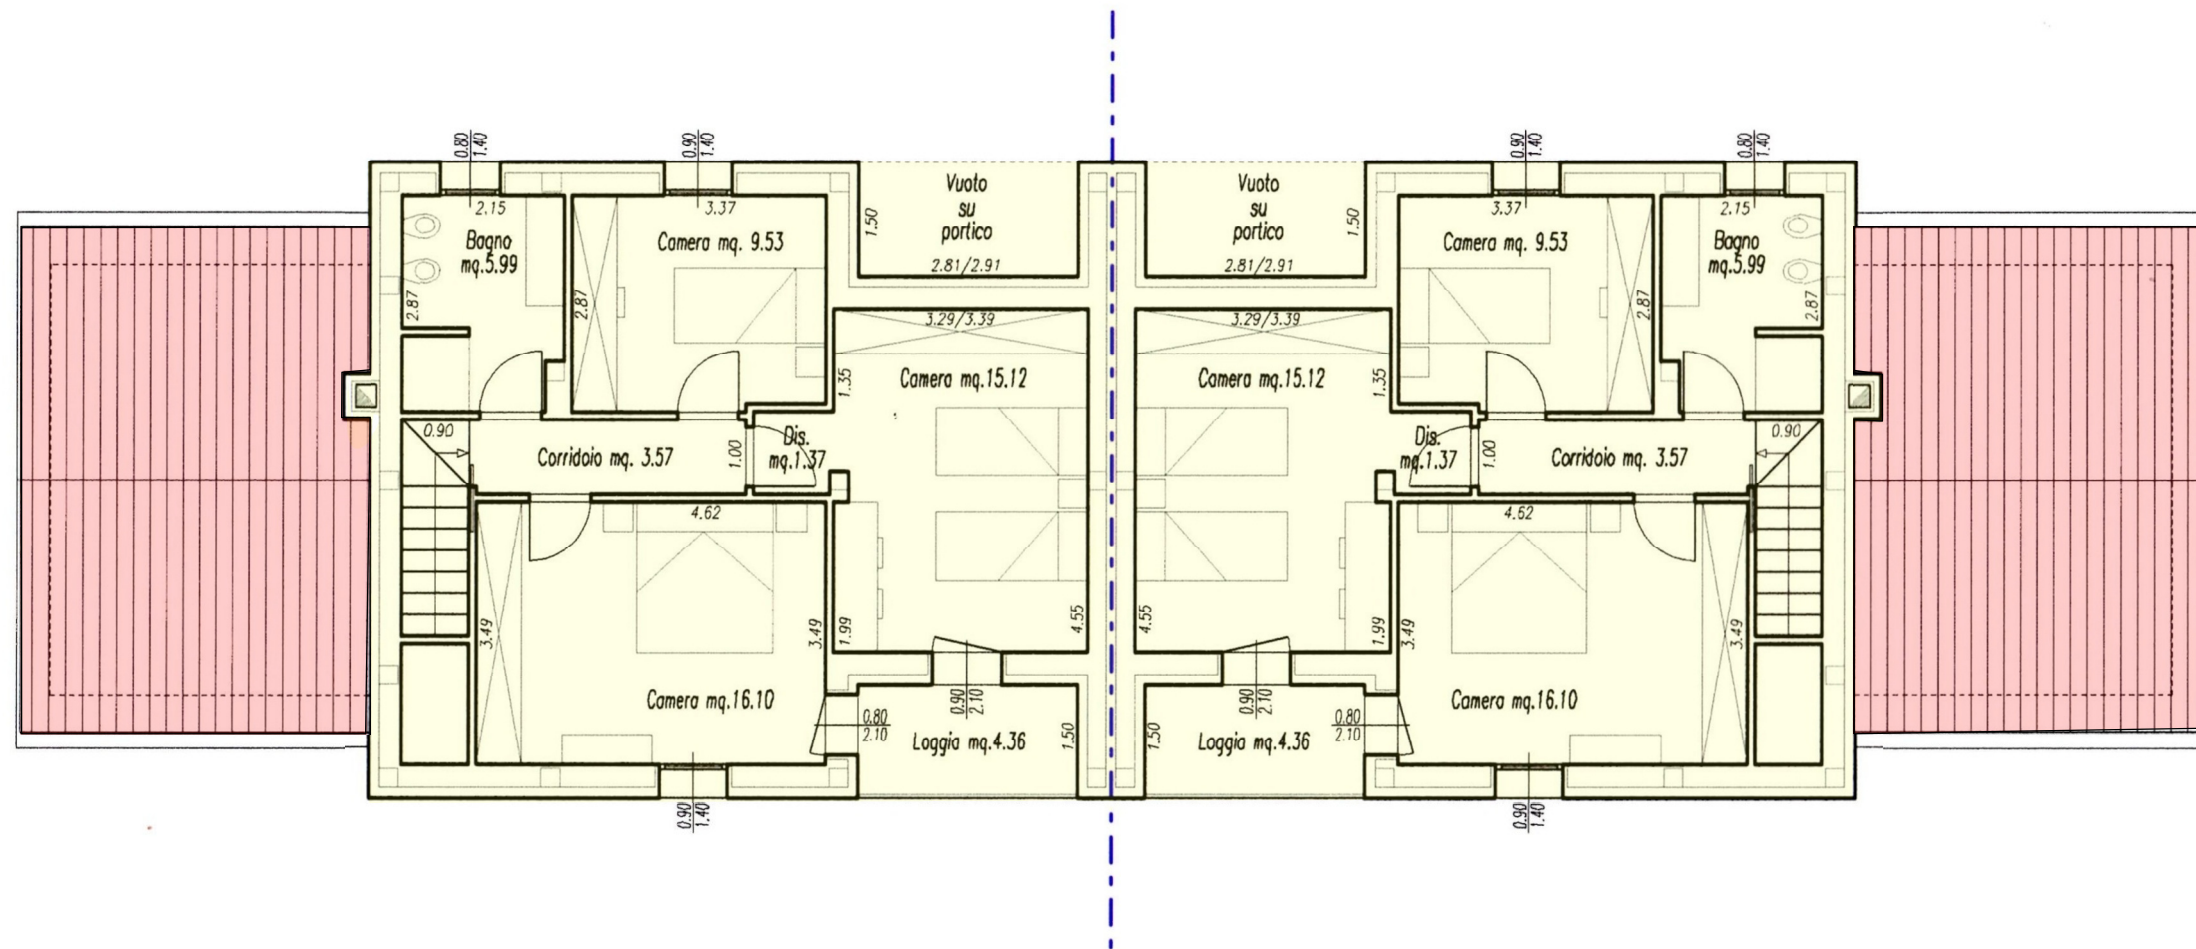 0.80
1.40
0.90
1.40
0.90
1.40
0.80
1.40
2.15
Bagno
mq.5.99
2.87
3.37
Camera mq. 9.53
2.87
1.50
Vuoto
su
portico
2.81/2.91
Vuoto
su
portico
1.50
2.81/2.91
3.37
Camera mq. 9.53
2.87
2.15
Bagno
mq.5.99
2.87
3.29/3.39
1.35
Camera mq.15.12
3.29/3.39
Camera mq.15.12
1.35
0.90
Corridoio mq. 3.57
1.00
Dis.
mq.1.37
Dis.
mq.1.37
1.00
Corridoio mq. 3.57
0.90
4.62
3.49
3.49
1.99
4.55
4.55
1.99
3.49
4.62
3.49
Camera mq.16.10
0.80
2.10
0.90
2.10
Loggia mq.4.36
1.50
1.50
0.90
2.10
Loggia mq.4.36
0.80
2.10
Camera mq.16.10
0.90
1.40
0.90
1.40